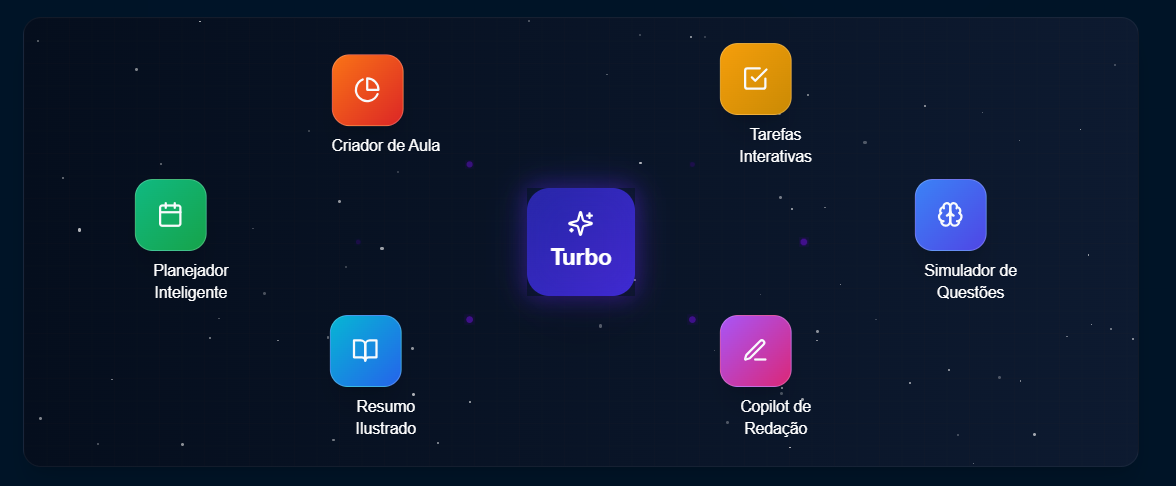 Criador de Aula
Tarefas
Interativas
Planejador
Inteligente
Turbo
Simulador de
Questões
Resumo
Ilustrado
Copilot de
Redação